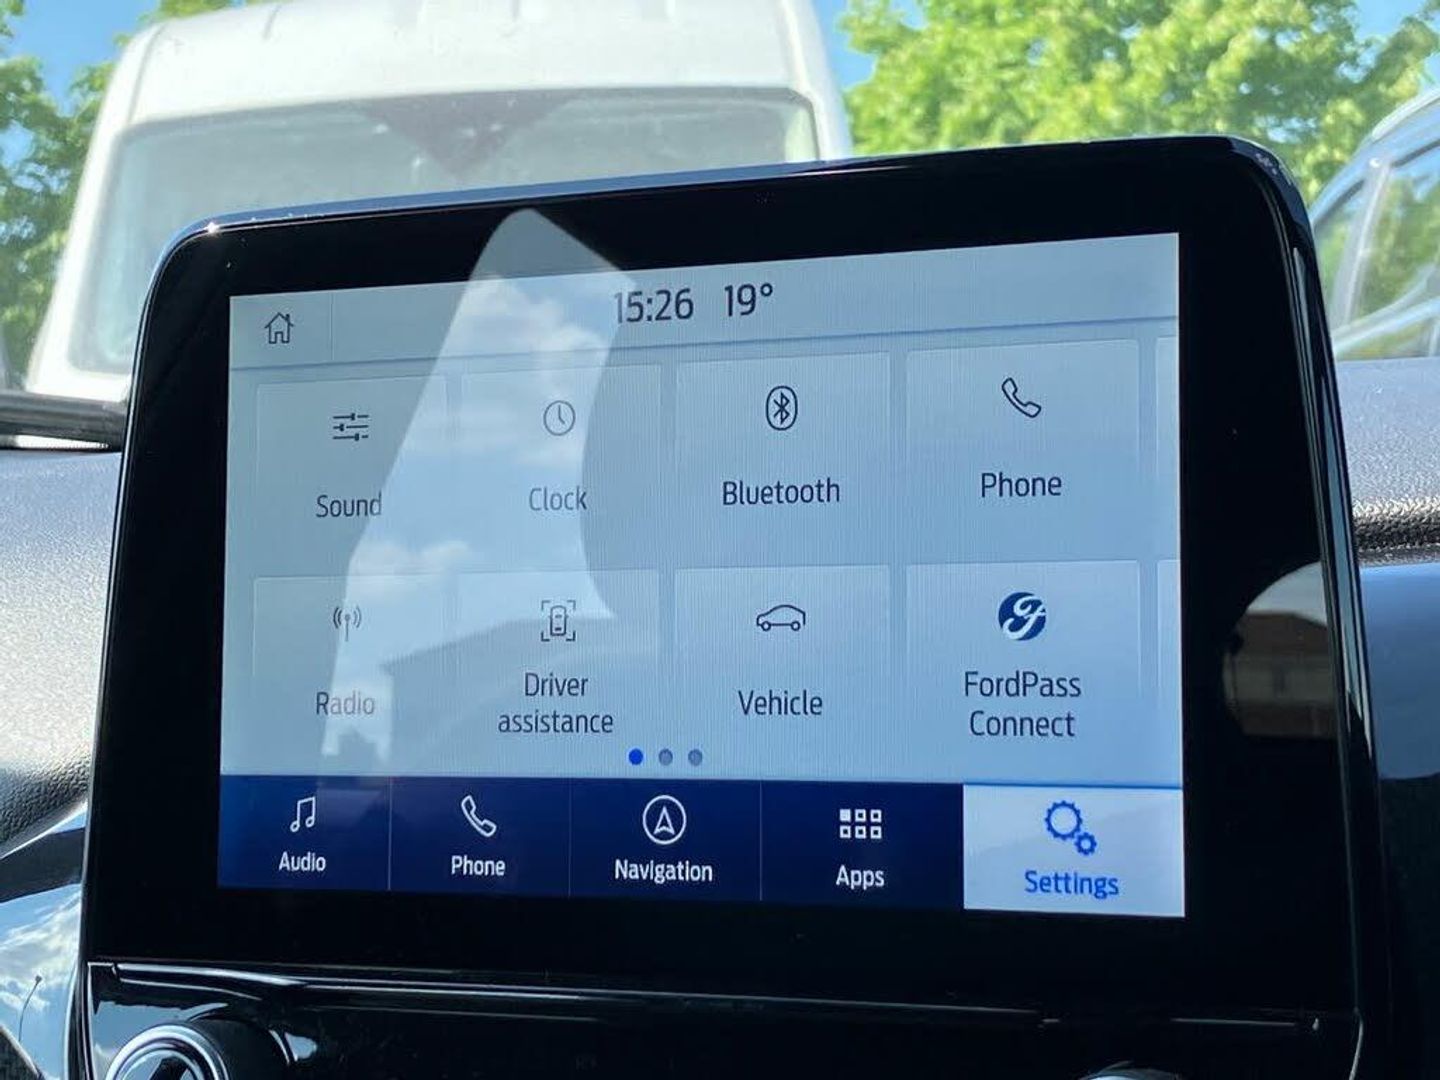 15:26 19°
Sound Clock Bluetooth Phone
Radio Driver assistance Vehicle FordPass Connect
Audio Phone Navigation Apps Settings